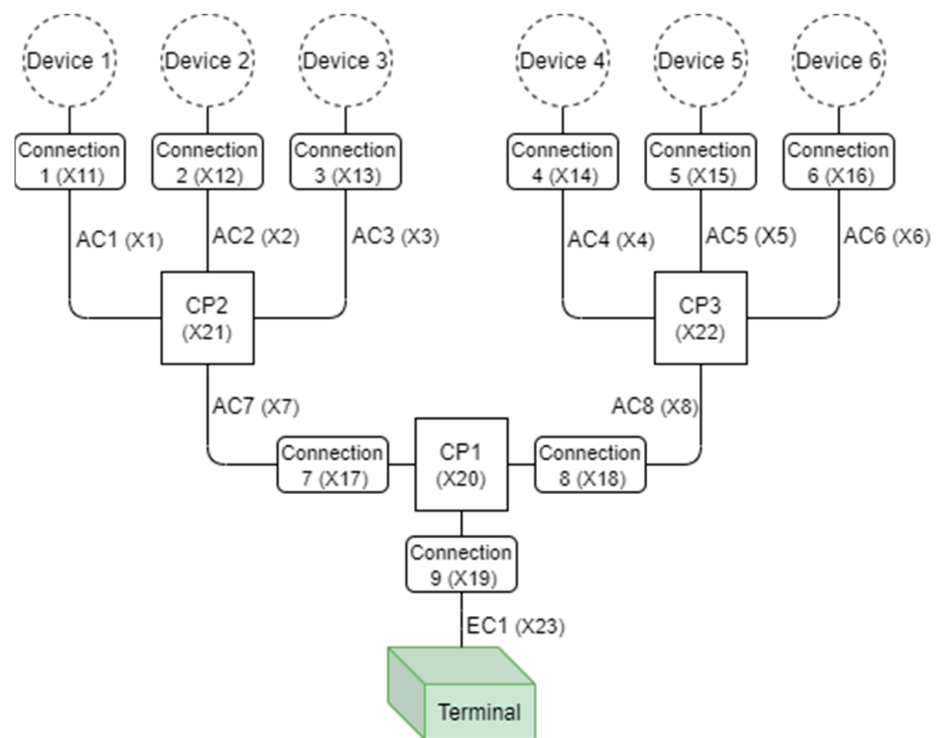 Device 1
Device 2
Device 3
Device 4
Device 5
Device 6
Connection
1 (X11)
Connection
2 (X12)
Connection
3 (X13)
Connection
4 (X14)
Connection
5 (X15)
Connection
6 (X16)
AC1 (X1)
AC2 (X2)
AC3 (X3)
AC4 (X4)
AC5 (X5)
AC6 (X6)
CP2
(X21)
CP3
(X22)
AC7 (X7)
AC8 (X8)
Connection
7 (X17)
CP1
(X20)
Connection
8 (X18)
Connection
9 (X19)
EC1 (X23)
Terminal